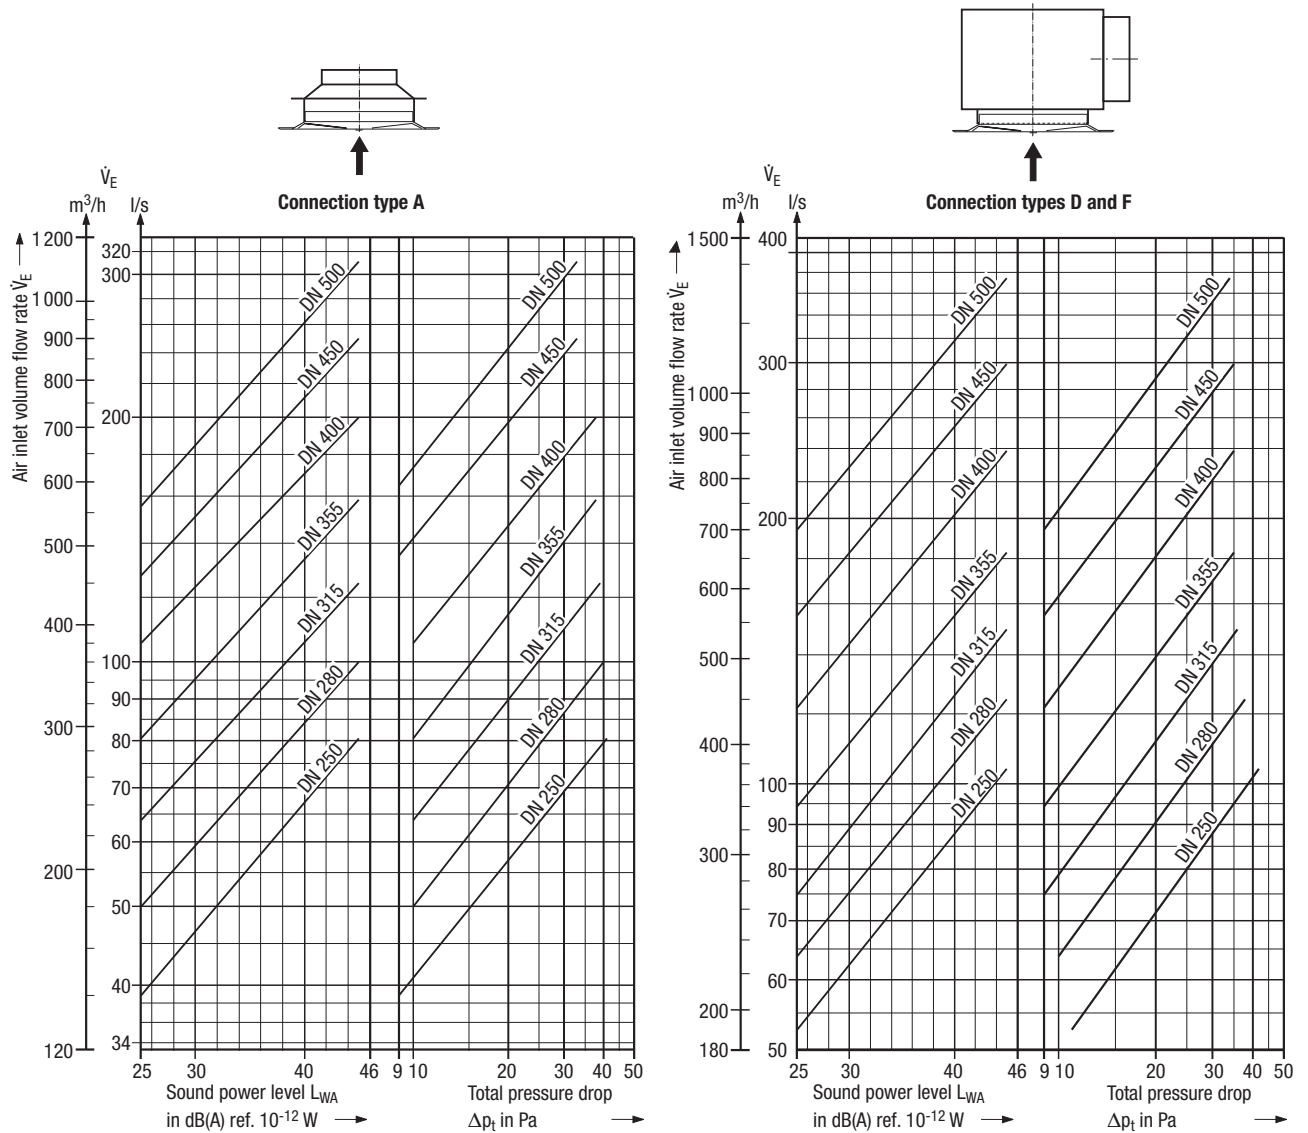 V̇E
m³/h l/s
Connection type A
Air inlet volume flow rate V̇E
1200
1000
900
800
700
600
500
400
300
200
120
320
300
200
100
90
80
70
60
50
40
34
DN 500
DN 450
DN 400
DN 355
DN 315
DN 280
DN 250
DN 500
DN 450
DN 400
DN 355
DN 315
DN 280
DN 250
25 30 40 46 9 10 20 30 40 50
Sound power level LWA
in dB(A) ref. 10⁻¹² W
Total pressure drop
Δpt in Pa
V̇E
m³/h l/s
Connection types D and F
Air inlet volume flow rate V̇E
1500
1000
900
800
700
600
500
400
300
200
180
400
300
200
100
90
80
70
60
50
DN 500
DN 450
DN 400
DN 355
DN 315
DN 280
DN 250
DN 500
DN 450
DN 400
DN 355
DN 315
DN 280
DN 250
25 30 40 46 9 10 20 30 40 50
Sound power level LWA
in dB(A) ref. 10⁻¹² W
Total pressure drop
Δpt in Pa